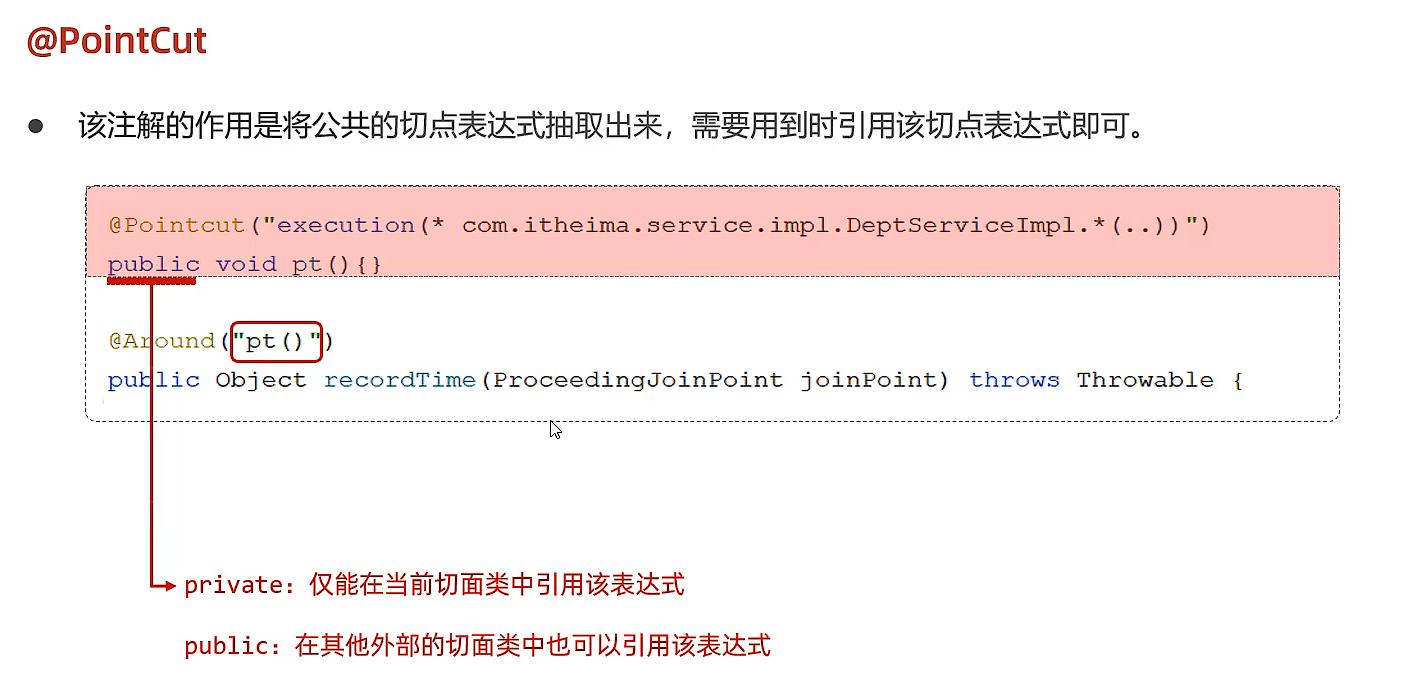 @PointCut
该注解的作用是将公共的切点表达式抽取出来，需要用到时引用该切点表达式即可。
@Pointcut("execution(* com.itheima.service.impl.DeptServiceImpl.*(..))")
public void pt(){}
@Around("pt()")
public Object recordTime(ProceedingJoinPoint joinPoint) throws Throwable {
private：仅能在当前切面类中引用该表达式
public：在其他外部的切面类中也可以引用该表达式